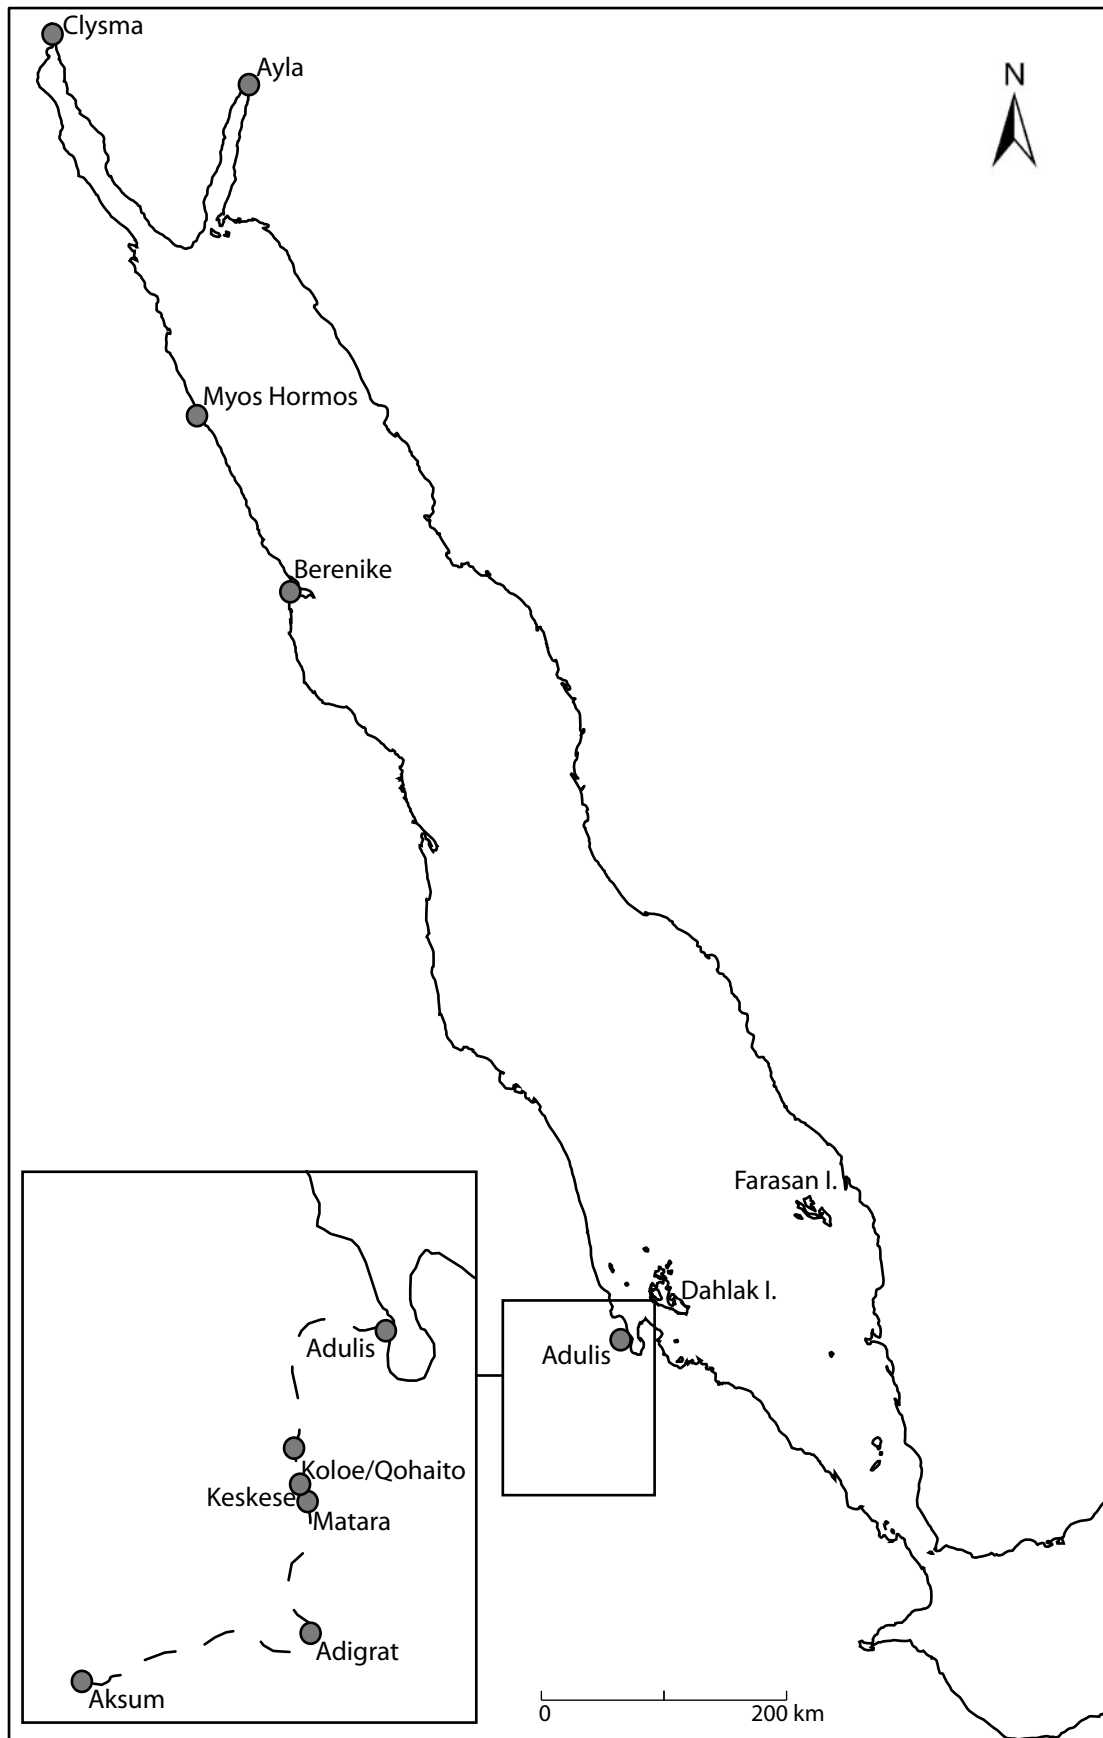 Clysma
Ayla
N
Myos Hormos
Berenike
Farasan I.
Dahlak I.
Adulis
Adulis
Koloe/Qohaito
Keskese
Matara
Adigrat
Aksum
0 200 km